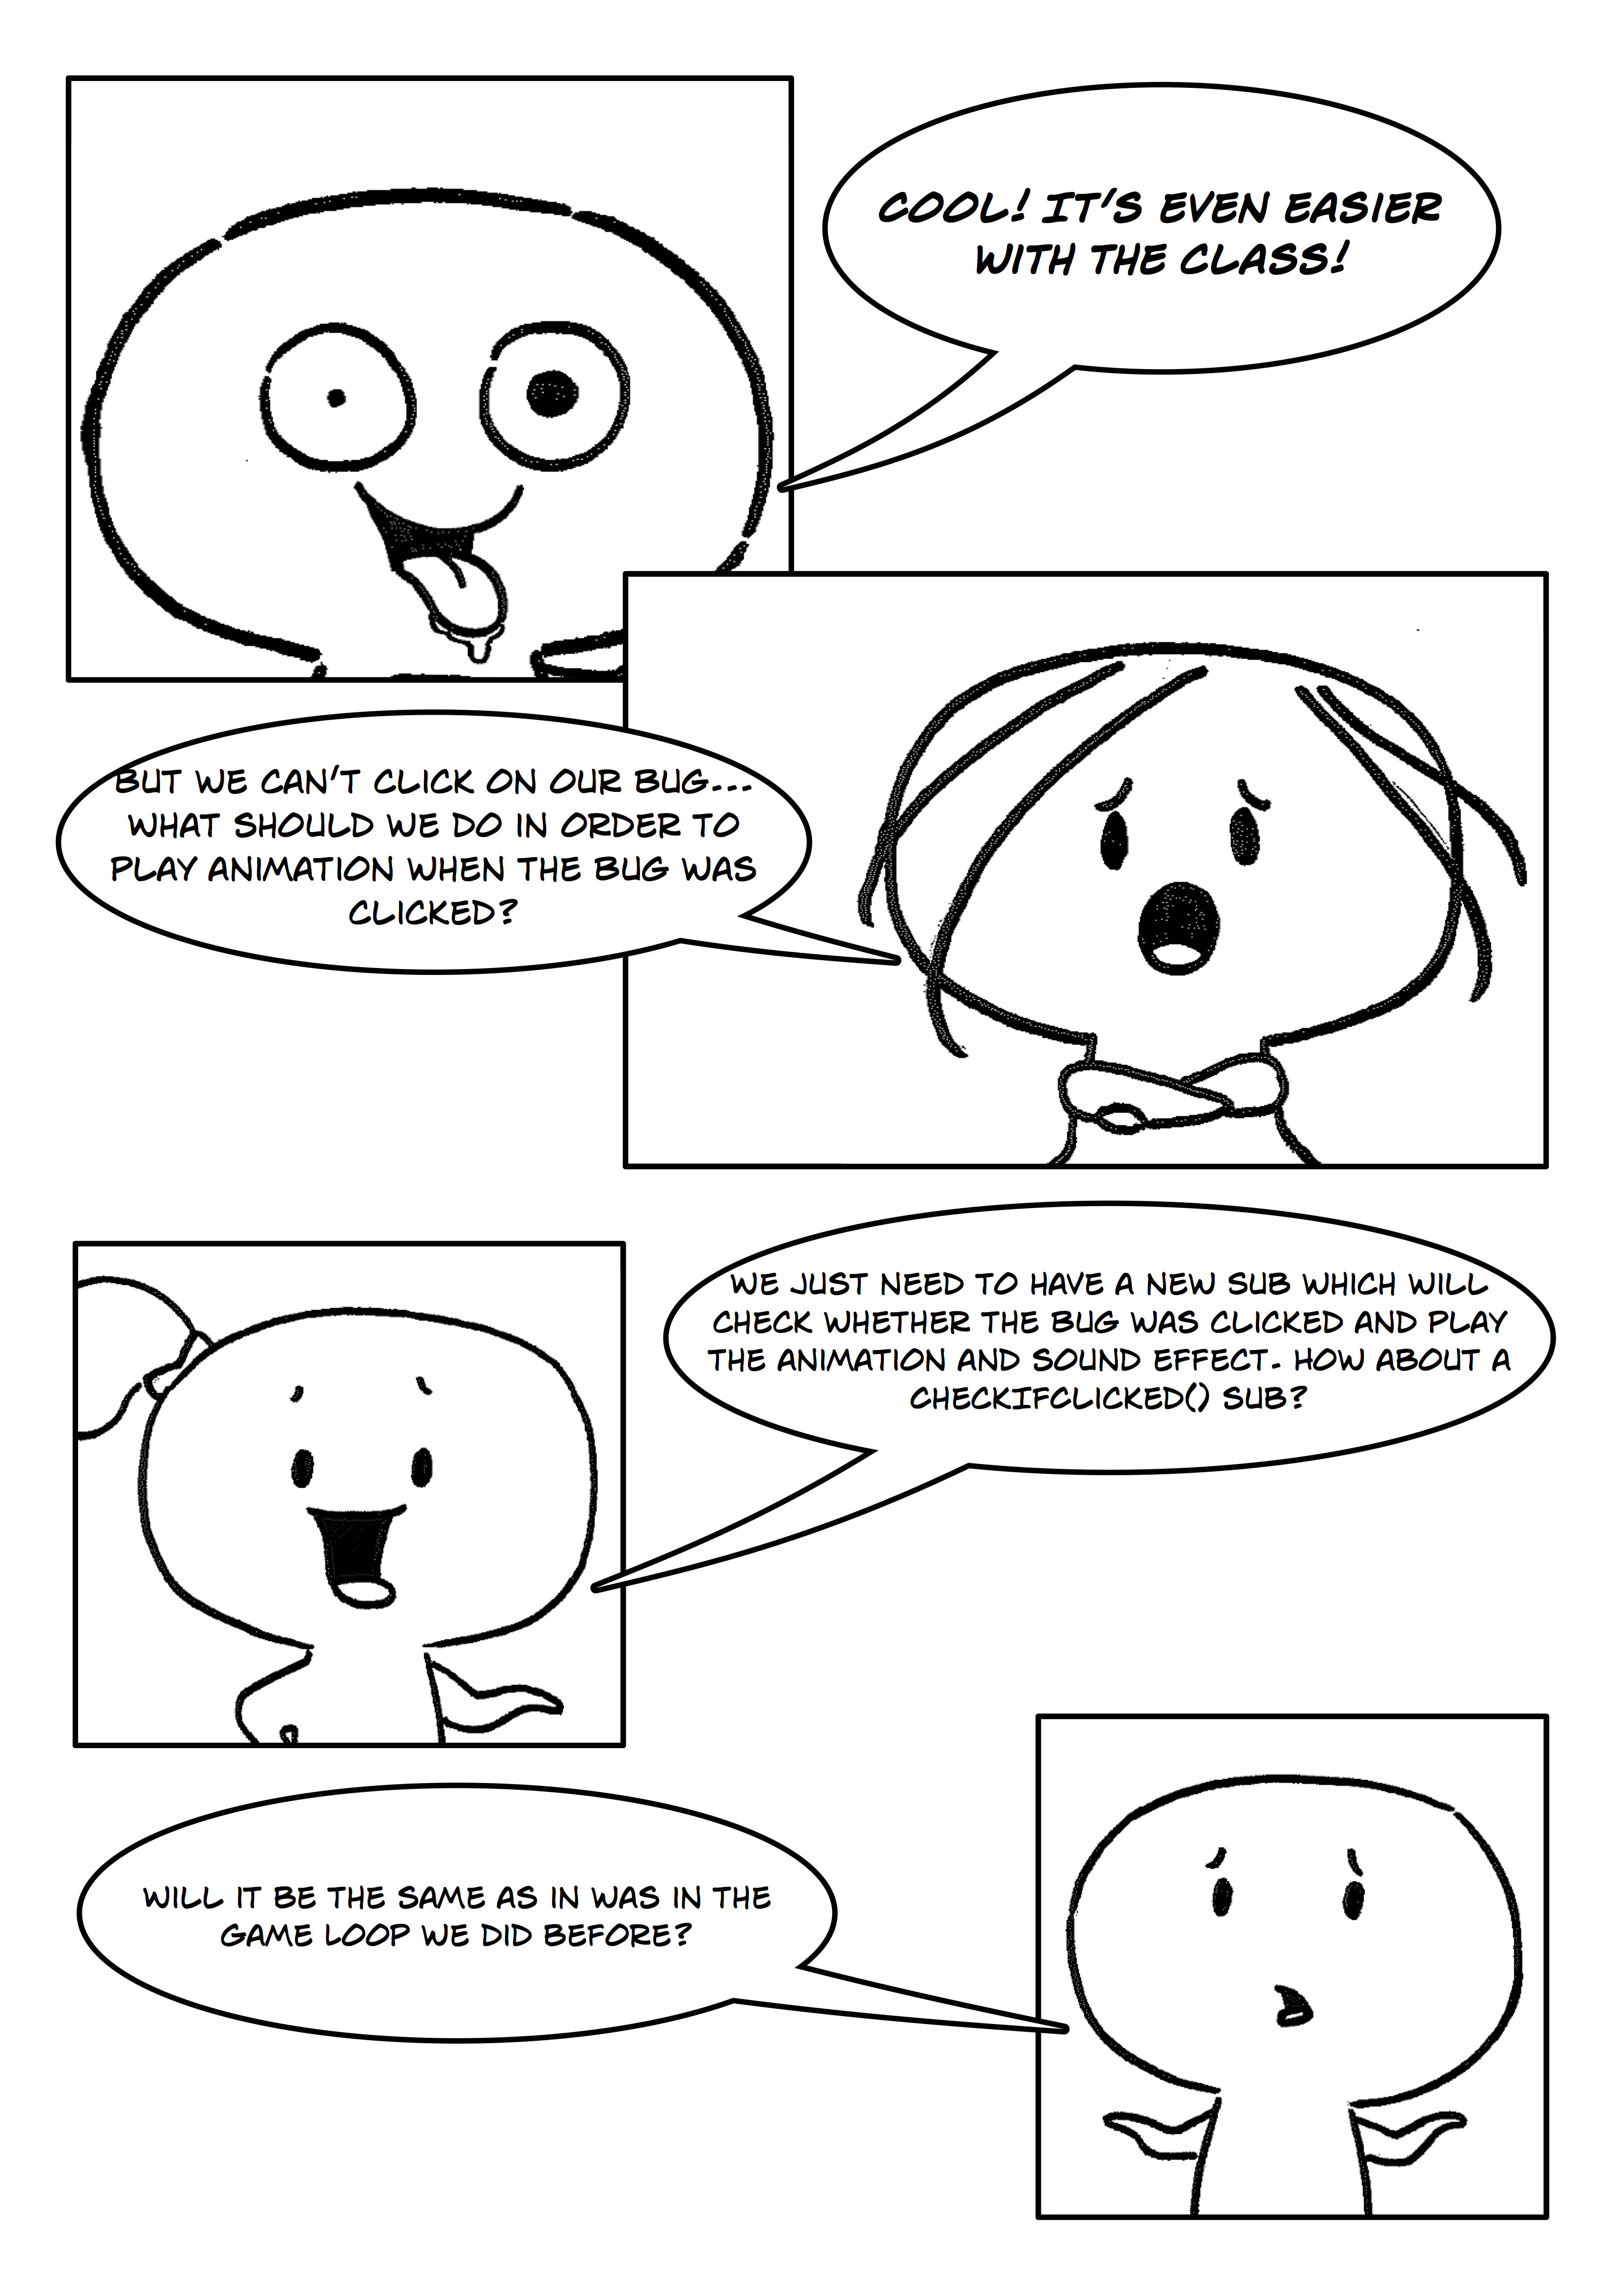 COOL! IT'S EVEN EASIER
WITH THE CLASS!
BUT WE CAN'T CLICK ON OUR BUG...
WHAT SHOULD WE DO IN ORDER TO
PLAY ANIMATION WHEN THE BUG WAS
CLICKED?
WE JUST NEED TO HAVE A NEW SUB WHICH WILL
CHECK WHETHER THE BUG WAS CLICKED AND PLAY
THE ANIMATION AND SOUND EFFECT. HOW ABOUT A
CHECKIFCLICKED() SUB?
WILL IT BE THE SAME AS IN WAS IN THE
GAME LOOP WE DID BEFORE?